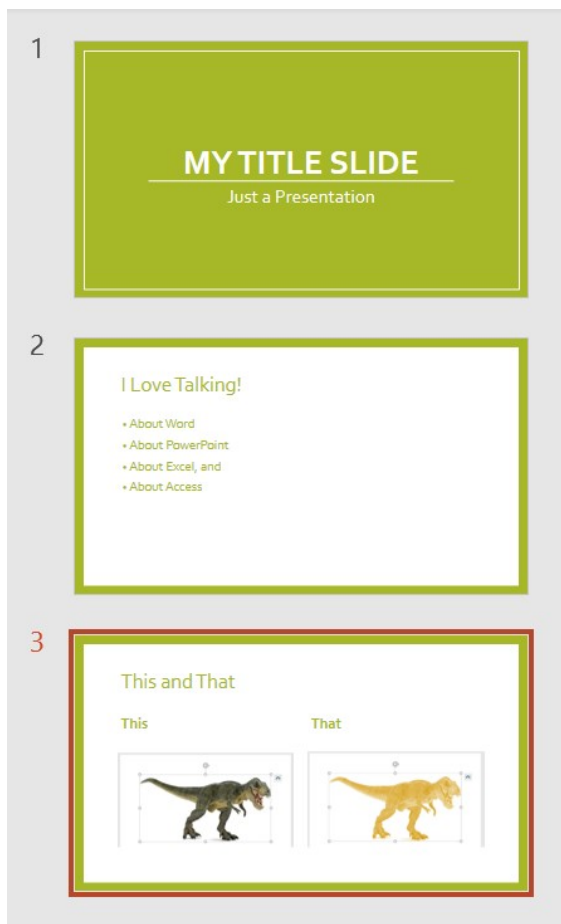 1
MY TITLE SLIDE
Just a Presentation
2
I Love Talking!
• About Word
• About PowerPoint
• About Excel, and
• About Access
3
This and That
This That